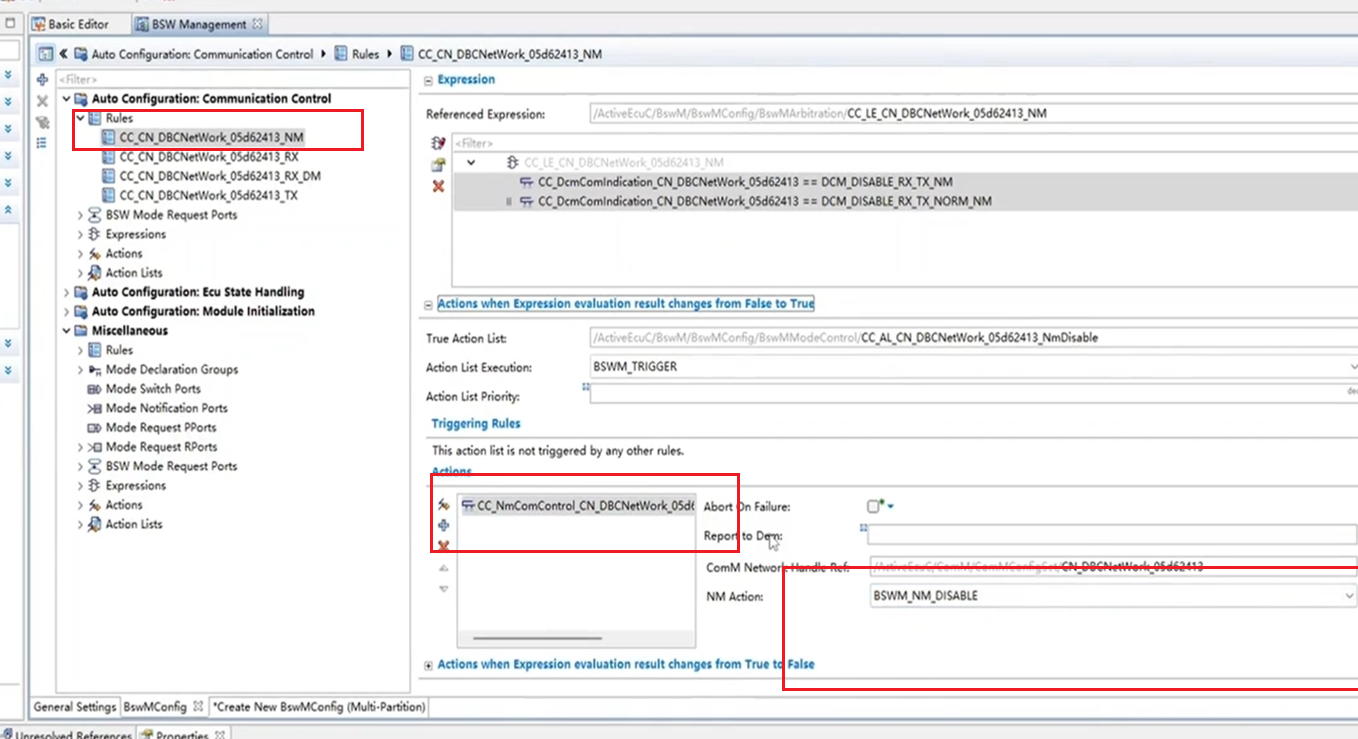 Basic Editor
BSW Management
Auto Configuration: Communication Control
Rules
CC_CN_DBCNetWork_05d62413_NM
<Filter>
Auto Configuration: Communication Control
Rules
CC_CN_DBCNetWork_05d62413_NM
CC_CN_DBCNetWork_05d62413_RX
CC_CN_DBCNetWork_05d62413_RX_DM
CC_CN_DBCNetWork_05d62413_TX
BSW Mode Request Ports
Expressions
Actions
Action Lists
Auto Configuration: Ecu State Handling
Auto Configuration: Module Initialization
Miscellaneous
Rules
Mode Declaration Groups
Mode Switch Ports
Mode Notification Ports
Mode Request PPorts
Mode Request RPorts
BSW Mode Request Ports
Expressions
Actions
Action Lists
Expression
Referenced Expression: /ActiveEcuC/BswM/BswMConfig/BswMArbitration/CC_LE_CN_DBCNetWork_05d62413_NM
<Filter>
CC_LE_CN_DBCNetWork_05d62413_NM
CC_DcmComIndication_CN_DBCNetWork_05d62413 == DCM_DISABLE_RX_TX_NM
CC_DcmComIndication_CN_DBCNetWork_05d62413 == DCM_DISABLE_RX_TX_NORM_NM
Actions when Expression evaluation result changes from False to True
True Action List: /ActiveEcuC/BswM/BswMConfig/BswMModeControl/CC_AL_CN_DBCNetWork_05d62413_NmDisable
Action List Execution: BSWM_TRIGGER
Action List Priority: dec
Triggering Rules
This action list is not triggered by any other rules.
Actions
CC_NmComControl_CN_DBCNetWork_05d6
Abort On Failure:
Report to Dem:
ComM Network Handle Ref: /ActiveEcuC/ComM/ComMConfigSet/CN_DBCNetWork_05d62413
NM Action: BSWM_NM_DISABLE
Actions when Expression evaluation result changes from True to False
General Settings
BswMConfig
*Create New BswMConfig (Multi-Partition)
Unresolved References
Properties